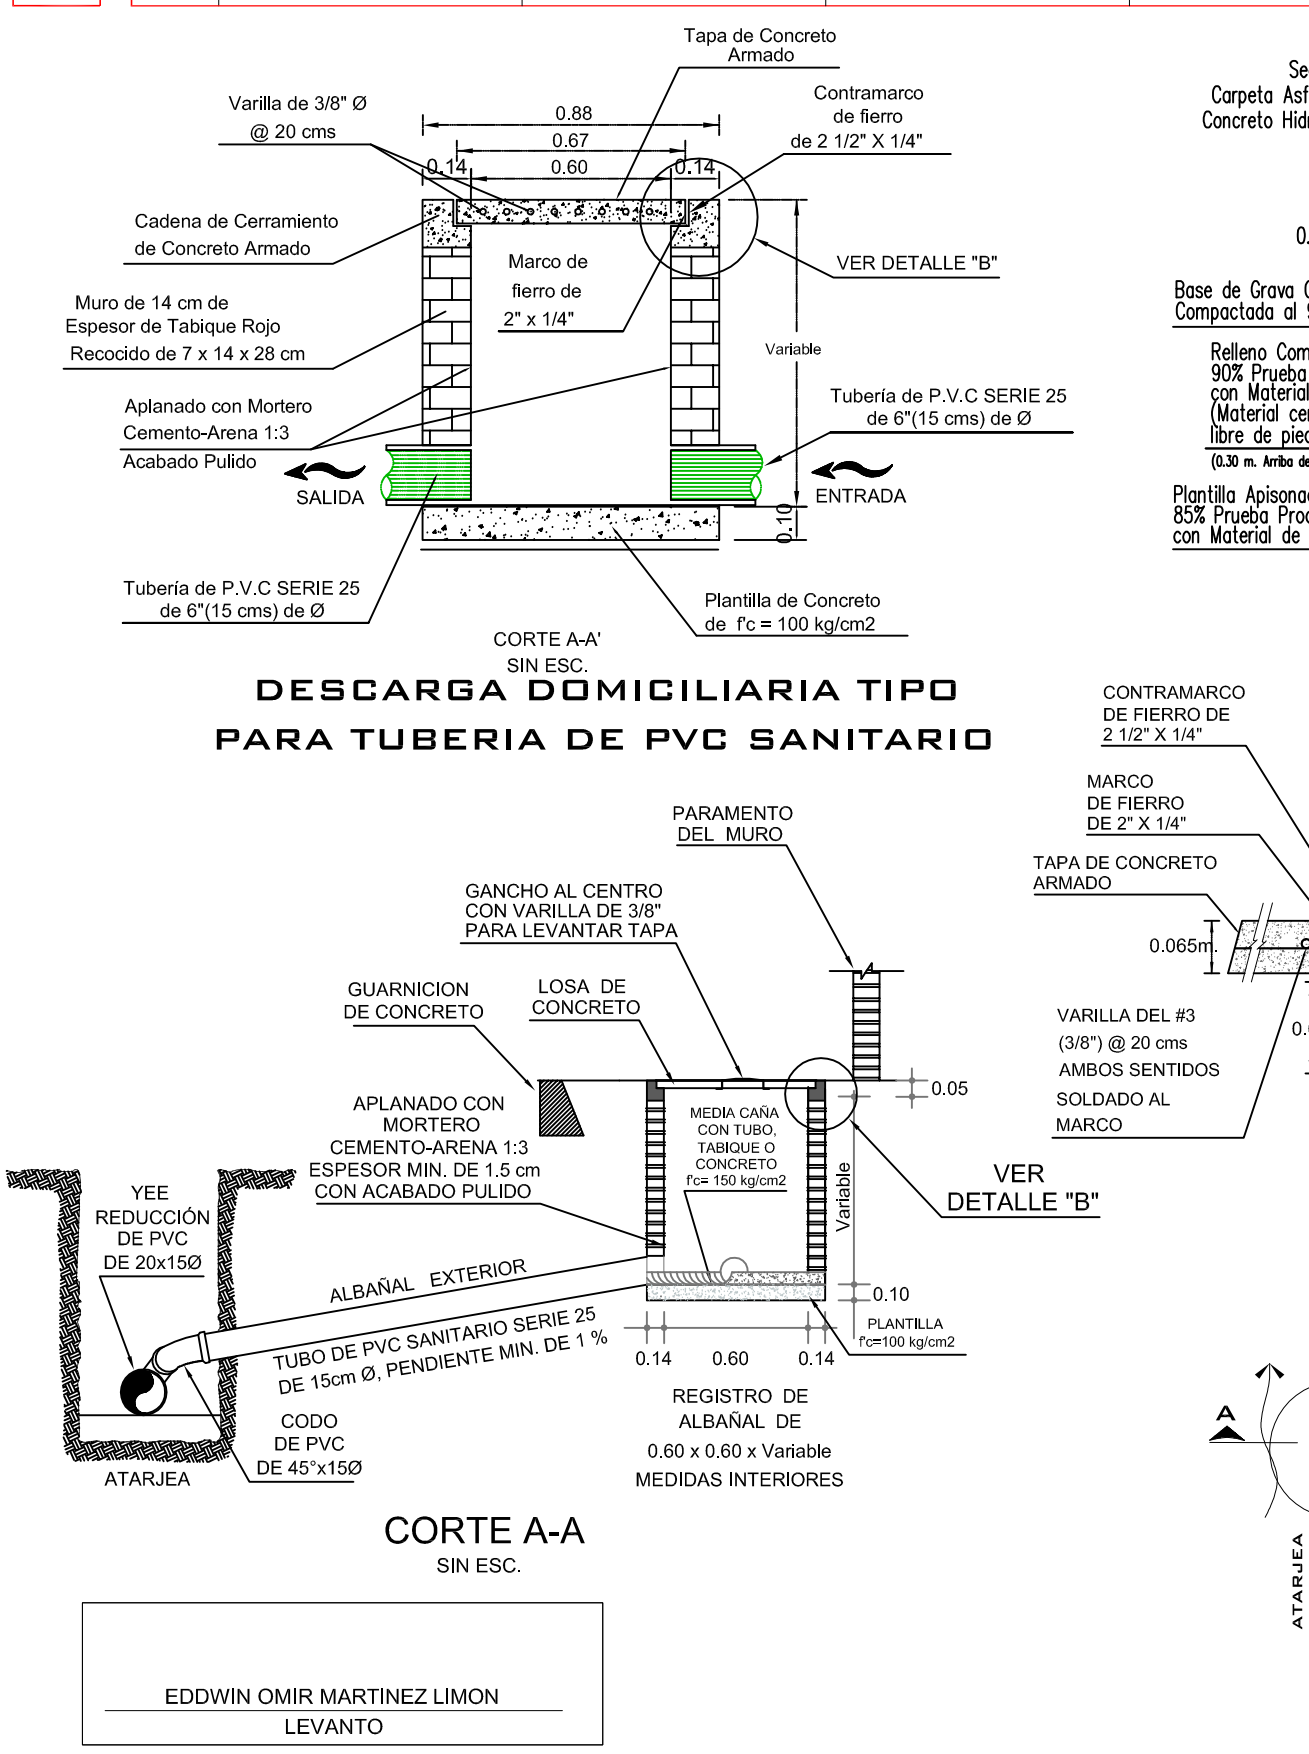 Tapa de Concreto
Armado
Varilla de 3/8" Ø
@ 20 cms
Contramarco
de fierro
de 2 1/2" X 1/4"
0.88
0.67
0.14
0.60
0.14
Cadena de Cerramiento
de Concreto Armado
Marco de
fierro de
2" x 1/4"
VER DETALLE "B"
Muro de 14 cm de
Espesor de Tabique Rojo
Recocido de 7 x 14 x 28 cm
Variable
Aplanado con Mortero
Cemento-Arena 1:3
Acabado Pulido
Tubería de P.V.C SERIE 25
de 6"(15 cms) de Ø
SALIDA
ENTRADA
0.10
Tubería de P.V.C SERIE 25
de 6"(15 cms) de Ø
Plantilla de Concreto
de f'c = 100 kg/cm2
CORTE A-A'
SIN ESC.
DESCARGA DOMICILIARIA TIPO
PARA TUBERIA DE PVC SANITARIO
Se
Carpeta Asf
Concreto Hid
0.
Base de Grava
Compactada al
Relleno Com
90% Prueba
con Material
(Material ce
libre de pie
(0.30 m. Arriba de
Plantilla Apisona
85% Prueba Pro
con Material de
CONTRAMARCO
DE FIERRO DE
2 1/2" X 1/4"
MARCO
DE FIERRO
DE 2" X 1/4"
TAPA DE CONCRETO
ARMADO
0.065m.
VARILLA DEL #3
(3/8") @ 20 cms
AMBOS SENTIDOS
SOLDADO AL
MARCO
0.
PARAMENTO
DEL MURO
GANCHO AL CENTRO
CON VARILLA DE 3/8"
PARA LEVANTAR TAPA
GUARNICION
DE CONCRETO
LOSA DE
CONCRETO
0.05
APLANADO CON
MORTERO
CEMENTO-ARENA 1:3
ESPESOR MIN. DE 1.5 cm
CON ACABADO PULIDO
MEDIA CAÑA
CON TUBO,
TABIQUE O
CONCRETO
f'c= 150 kg/cm2
Variable
VER
DETALLE "B"
YEE
REDUCCIÓN
DE PVC
DE 20x15Ø
ALBAÑAL EXTERIOR
TUBO DE PVC SANITARIO SERIE 25
DE 15cm Ø, PENDIENTE MIN. DE 1 %
0.10
PLANTILLA
f'c=100 kg/cm2
0.14
0.60
0.14
CODO
DE PVC
DE 45°x15Ø
ATARJEA
REGISTRO DE
ALBAÑAL DE
0.60 x 0.60 x Variable
MEDIDAS INTERIORES
A
ATARJEA
CORTE A-A
SIN ESC.
EDDWIN OMIR MARTINEZ LIMON
LEVANTO